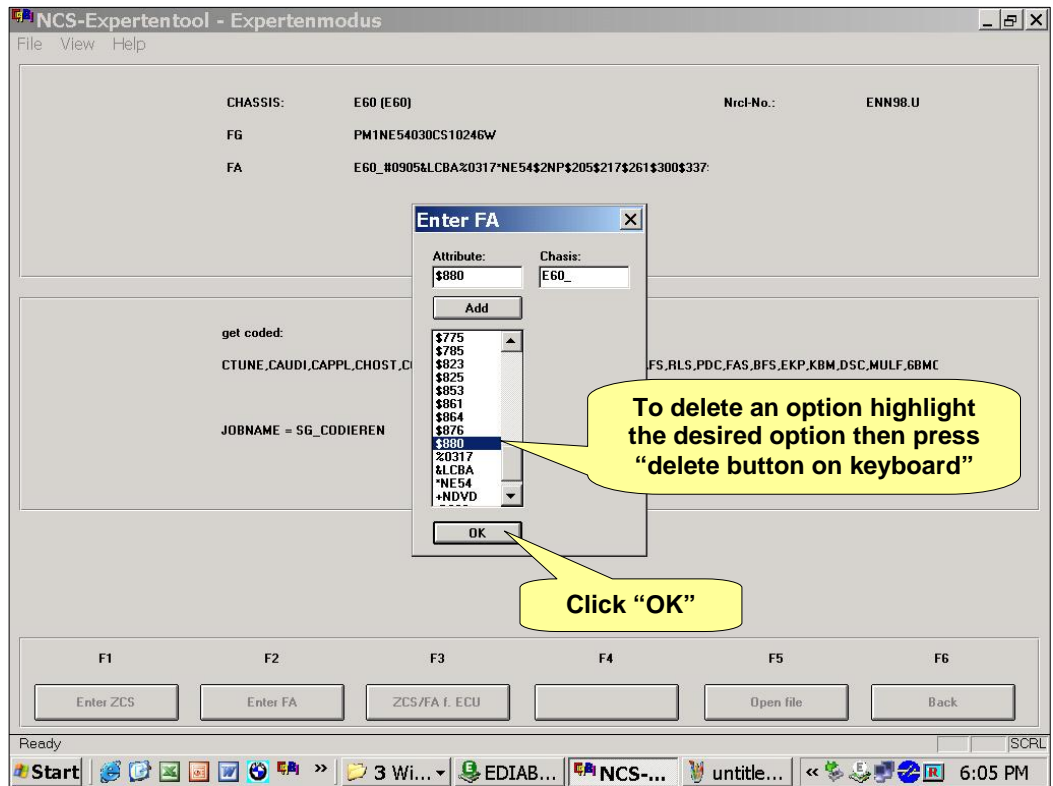 NCS-Expertentool - Expertenmodus
File View Help
CHASSIS: E60 (E60) Nrcl-No.: ENN98.U
FG PM1NE54030CS10246W
FA E60_#0905&LCBA%0317*NE54$2NP$205$217$261$300$337:
Enter FA
Attribute: Chasis:
$880 E60_
Add
$775
$785
$823
$825
$853
$861
$864
$876
$880
%0317
&LCBA
*NE54
+NDVD
OK
get coded:
CTUNE,CAUDI,CAPPL,CHOST,C FS,RLS,PDC,FAS,BFS,EKP,KBM,DSC,MULF,6BMC
JOBNAME = SG_CODIEREN
To delete an option highlight
the desired option then press
“delete button on keyboard”
Click “OK”
F1 F2 F3 F4 F5 F6
Enter ZCS Enter FA ZCS/FA f. ECU Open file Back
Ready SCRL
Start » 3 Wi... EDIAB... NCS-... untitle... « 6:05 PM